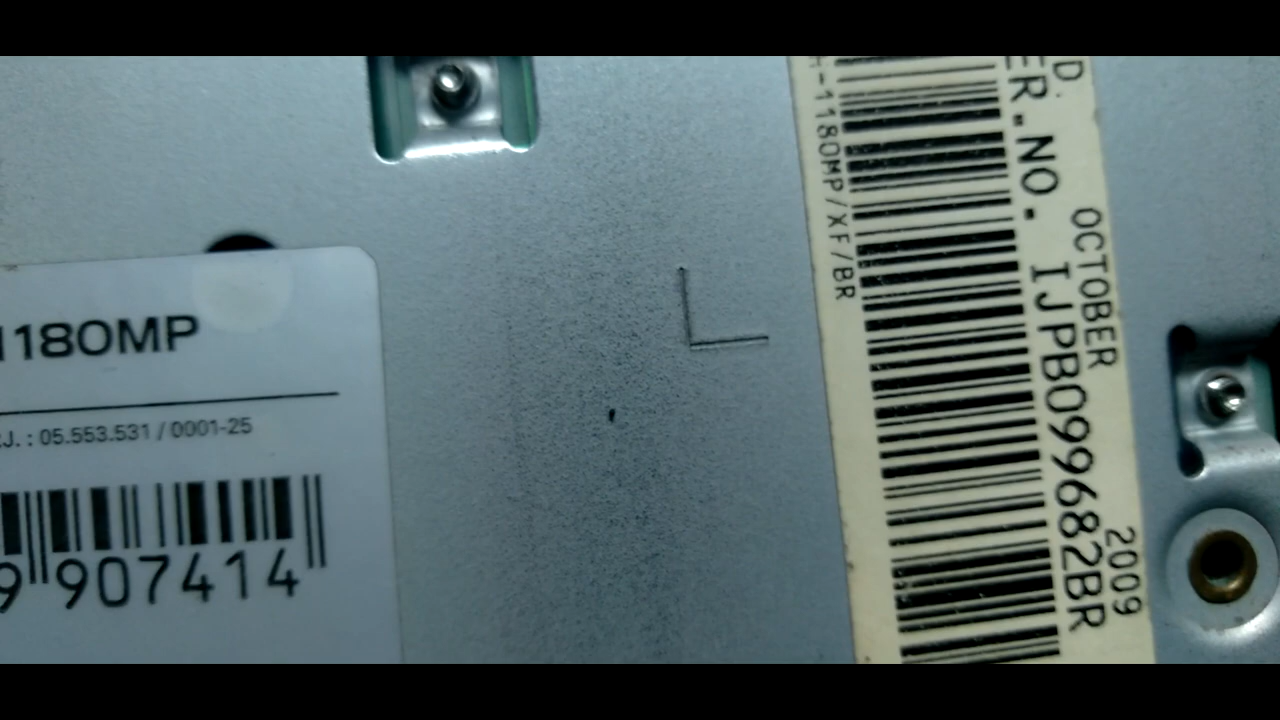 1180MP
J. : 05.553.531 / 0001-25
9 907414
-1180MP/XF/BR
ER.NO. IJPB099682BR
D. OCTOBER 2009